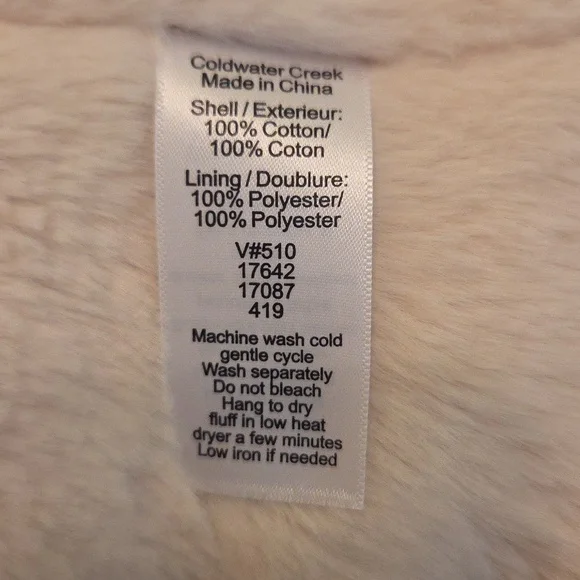 Coldwater Creek
Made in China
Shell / Exterieur:
100% Cotton/
100% Coton
Lining / Doublure:
100% Polyester/
100% Polyester
V#510
17642
17087
419
Machine wash cold
gentle cycle
Wash separately
Do not bleach
Hang to dry
fluff in low heat
dryer a few minutes
Low iron if needed